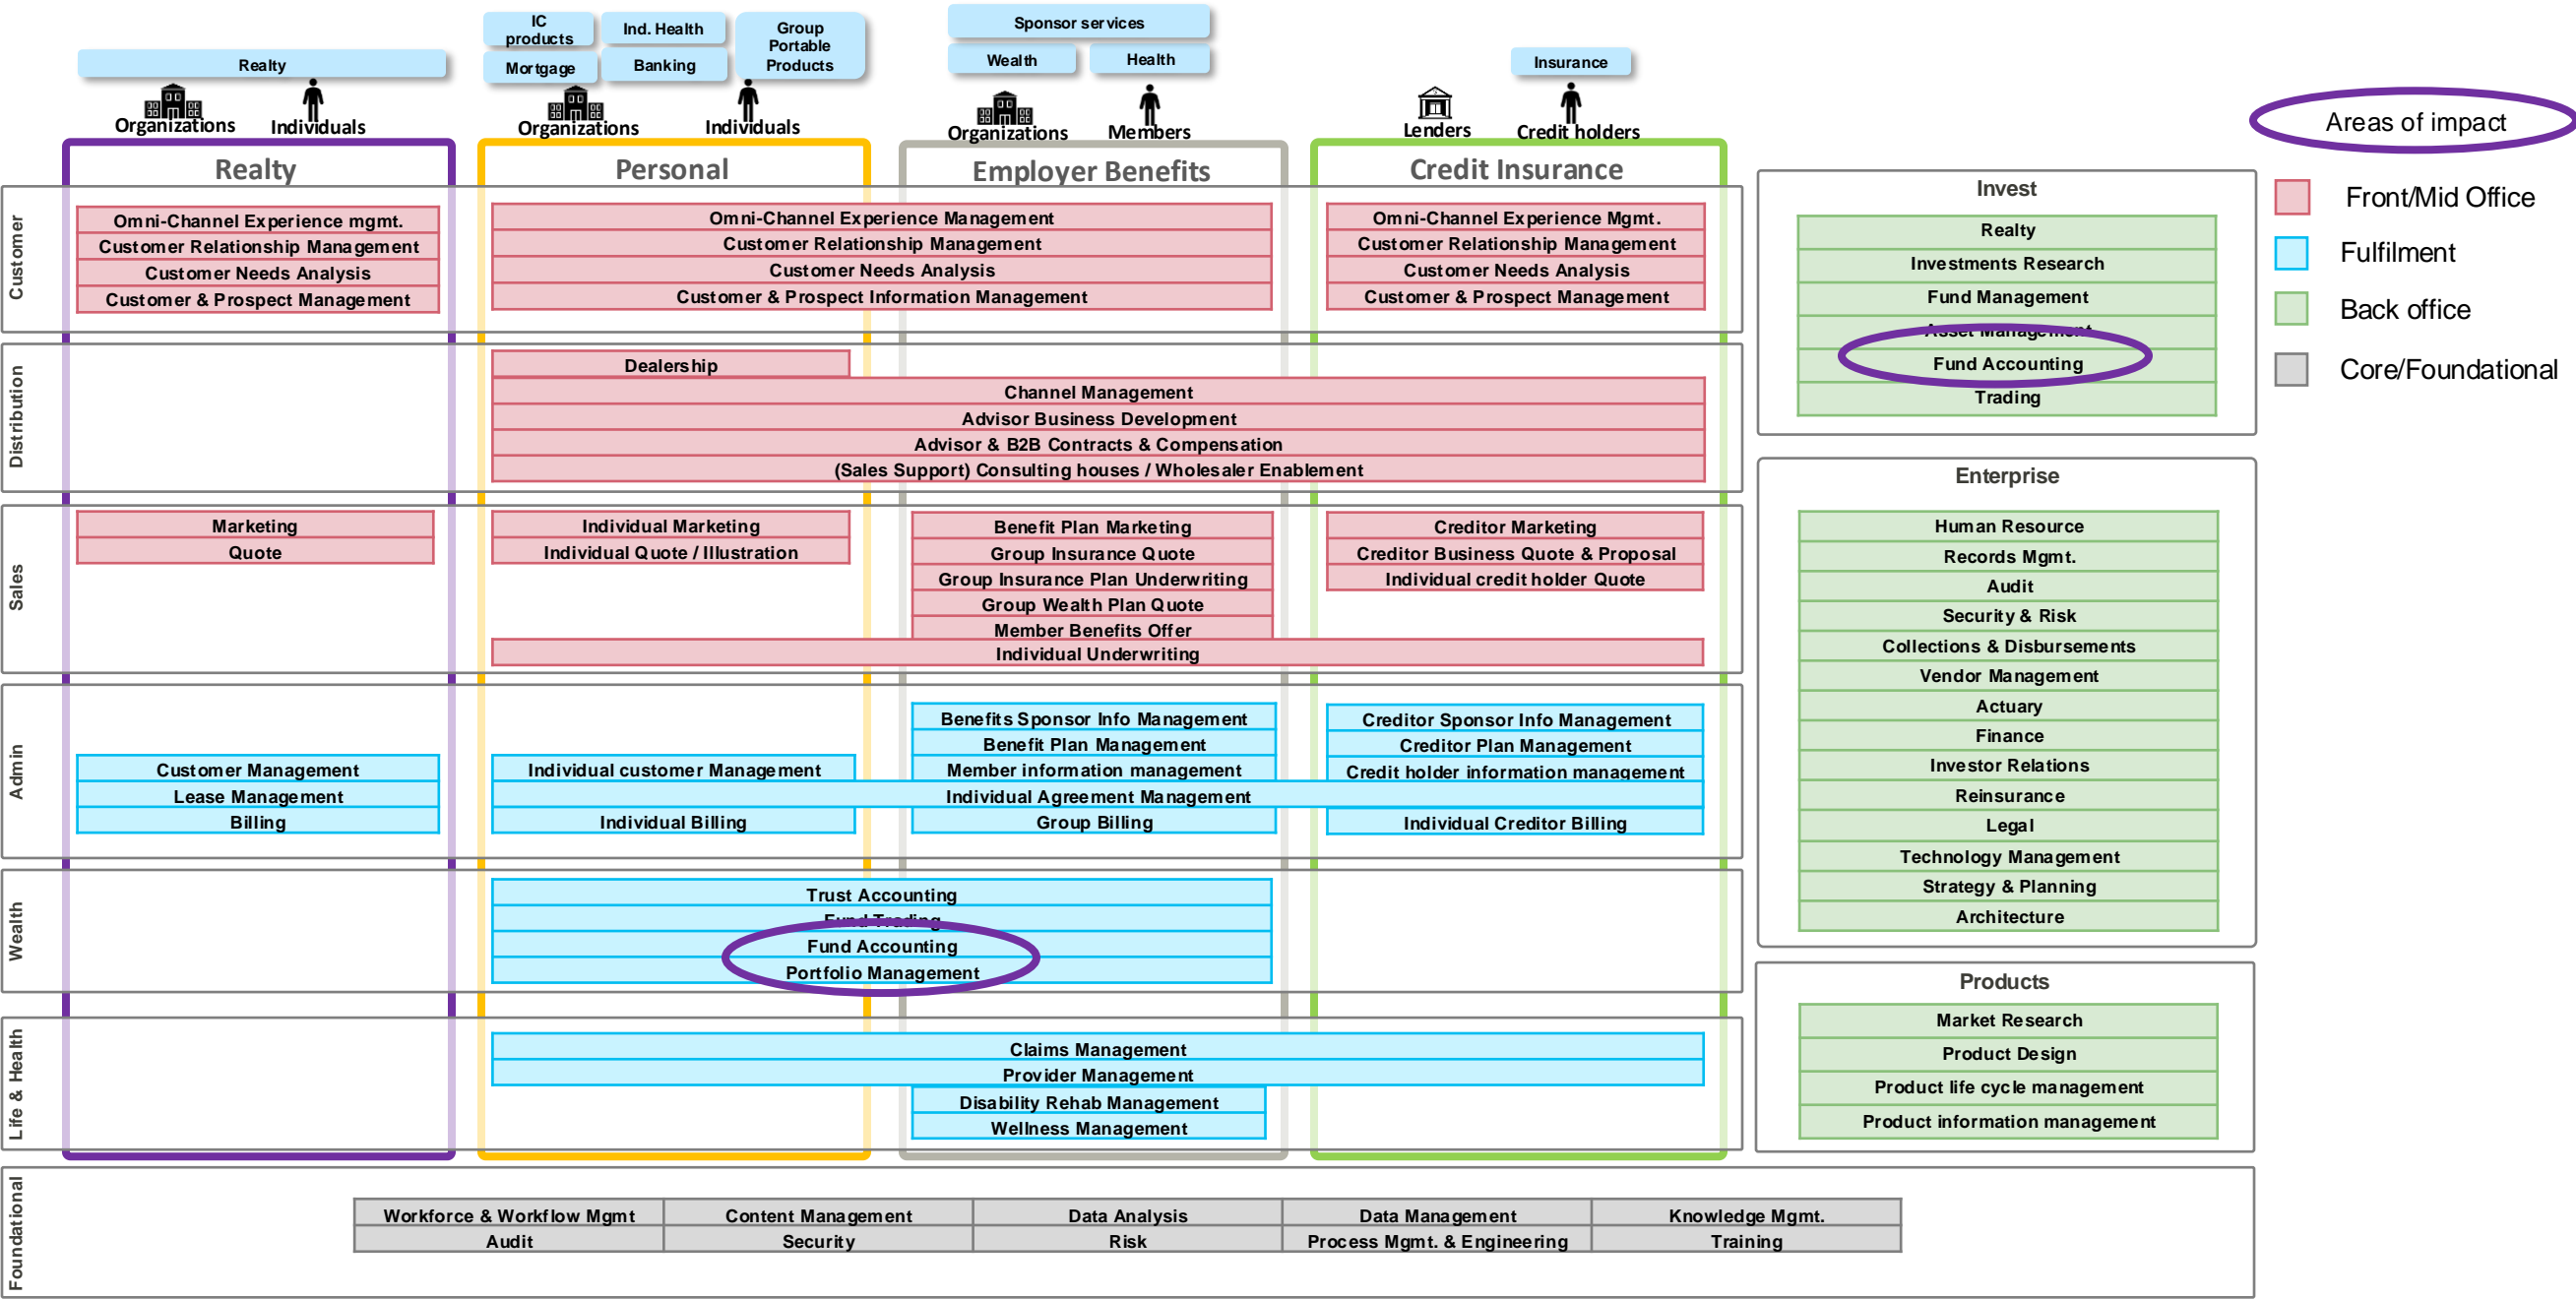 IC
products
Ind. Health
Group
Portable
Products
Mortgage
Banking
Sponsor services
Wealth
Health
Realty
Insurance
Organizations
Individuals
Organizations
Individuals
Organizations
Members
Lenders
Credit holders
Areas of impact
Front/Mid Office
Fulfilment
Back office
Core/Foundational
Realty
Personal
Employer Benefits
Credit Insurance
Customer
Omni-Channel Experience mgmt.
Customer Relationship Management
Customer Needs Analysis
Customer & Prospect Management
Omni-Channel Experience Management
Customer Relationship Management
Customer Needs Analysis
Customer & Prospect Information Management
Omni-Channel Experience Mgmt.
Customer Relationship Management
Customer Needs Analysis
Customer & Prospect Management
Distribution
Dealership
Channel Management
Advisor Business Development
Advisor & B2B Contracts & Compensation
(Sales Support) Consulting houses / Wholesaler Enablement
Sales
Marketing
Quote
Individual Marketing
Individual Quote / Illustration
Benefit Plan Marketing
Group Insurance Quote
Group Insurance Plan Underwriting
Group Wealth Plan Quote
Member Benefits Offer
Creditor Marketing
Creditor Business Quote & Proposal
Individual credit holder Quote
Individual Underwriting
Admin
Customer Management
Lease Management
Billing
Individual customer Management
Individual Billing
Benefits Sponsor Info Management
Benefit Plan Management
Member information management
Individual Agreement Management
Group Billing
Creditor Sponsor Info Management
Creditor Plan Management
Credit holder information management
Individual Creditor Billing
Wealth
Trust Accounting
Fund Trading
Fund Accounting
Portfolio Management
Life & Health
Claims Management
Provider Management
Disability Rehab Management
Wellness Management
Invest
Realty
Investments Research
Fund Management
Asset Management
Fund Accounting
Trading
Enterprise
Human Resource
Records Mgmt.
Audit
Security & Risk
Collections & Disbursements
Vendor Management
Actuary
Finance
Investor Relations
Reinsurance
Legal
Technology Management
Strategy & Planning
Architecture
Products
Market Research
Product Design
Product life cycle management
Product information management
Foundational
Workforce & Workflow Mgmt
Content Management
Data Analysis
Data Management
Knowledge Mgmt.
Audit
Security
Risk
Process Mgmt. & Engineering
Training